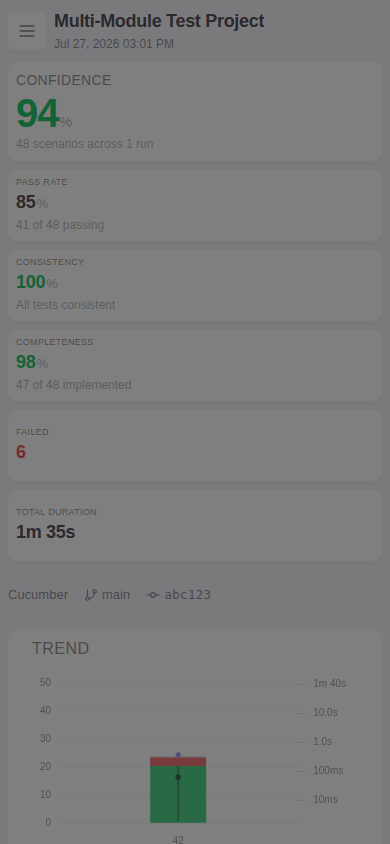 Multi-Module Test Project
Jul 27, 2026 03:01 PM
CONFIDENCE
94%
48 scenarios across 1 run
PASS RATE
85%
41 of 48 passing
CONSISTENCY
100%
All tests consistent
COMPLETENESS
98%
47 of 48 implemented
FAILED
6
TOTAL DURATION
1m 35s
Cucumber main abc123
TREND
50 1m 40s
40 10.0s
30 1.0s
20 100ms
10 10ms
0
42